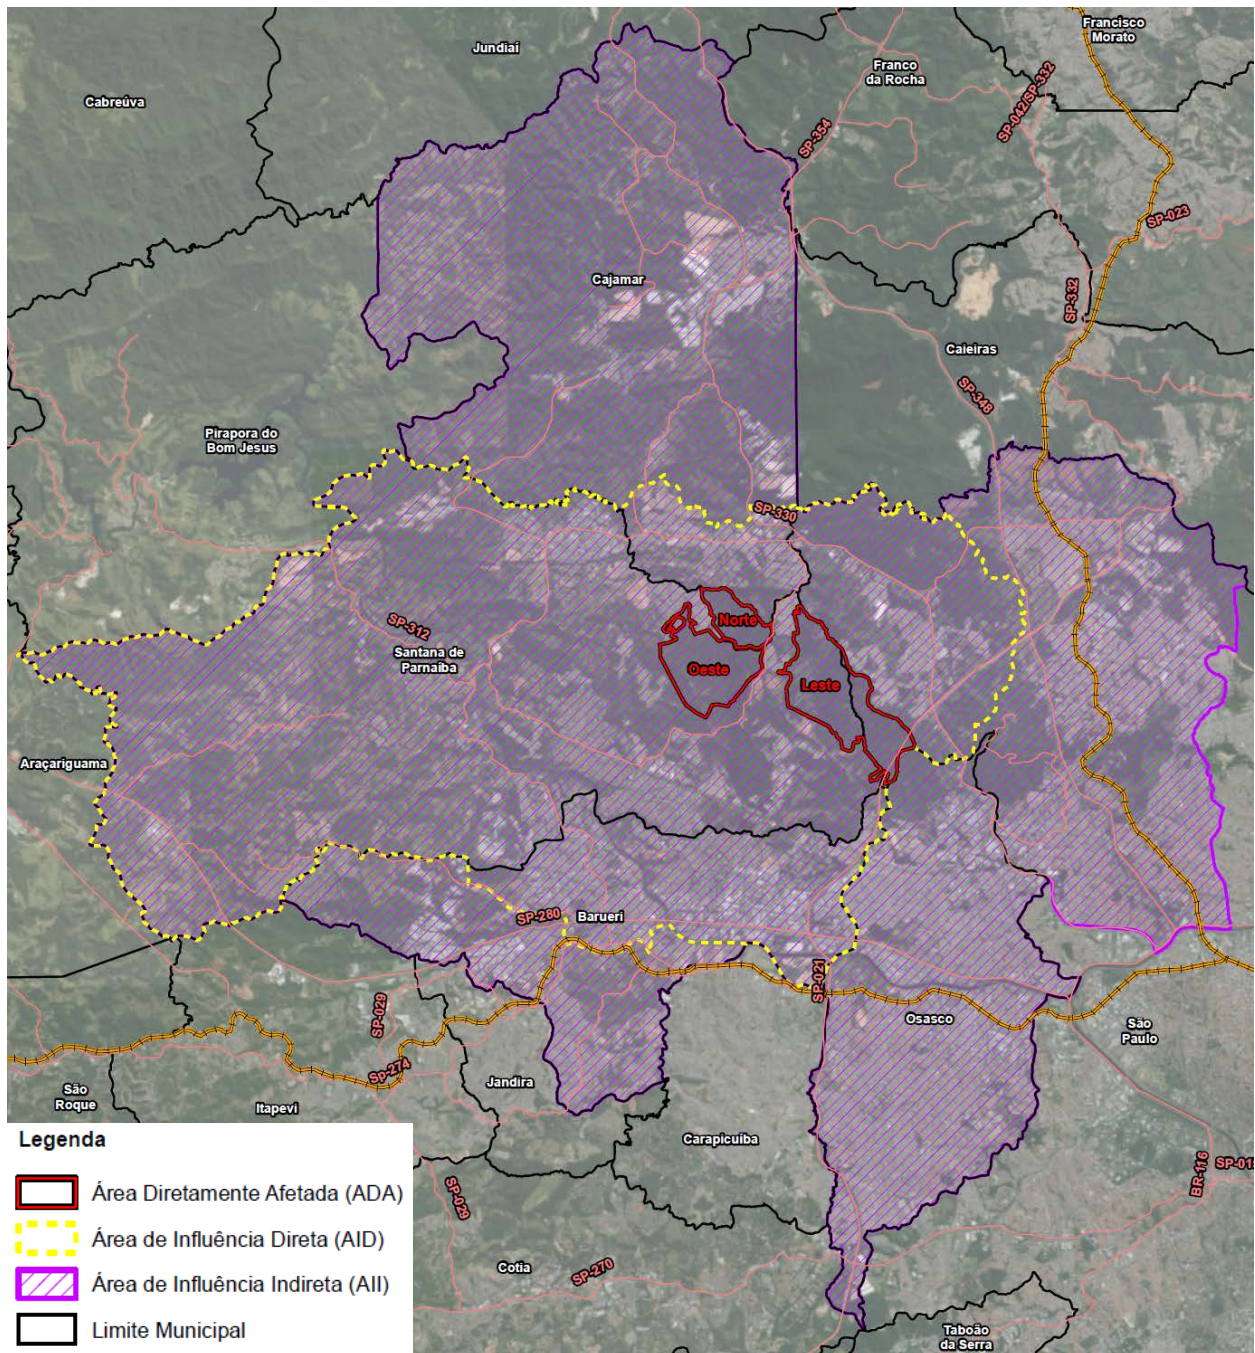 Francisco
Morato
Jundiaí
Franco
da Rocha
Cabreúva
SP-042/SP-332
SP-354
SP-023
Cajamar
SP-332
Caieiras
SP-348
Pirapora do
Bom Jesus
SP-330
Norte
SP-312
Santana de
Parnaíba
Oeste
Leste
Araçariguama
SP-280
Barueri
SP-021
SP-029
Osasco
São
Paulo
Sp-274
Jandira
São
Roque
Itapevi
Carapicuíba
BR-116
SP-01
SP-029
Cotia
SP-270
Taboão
da Serra
Legenda
Área Diretamente Afetada (ADA)
Área de Influência Direta (AID)
Área de Influência Indireta (AII)
Limite Municipal